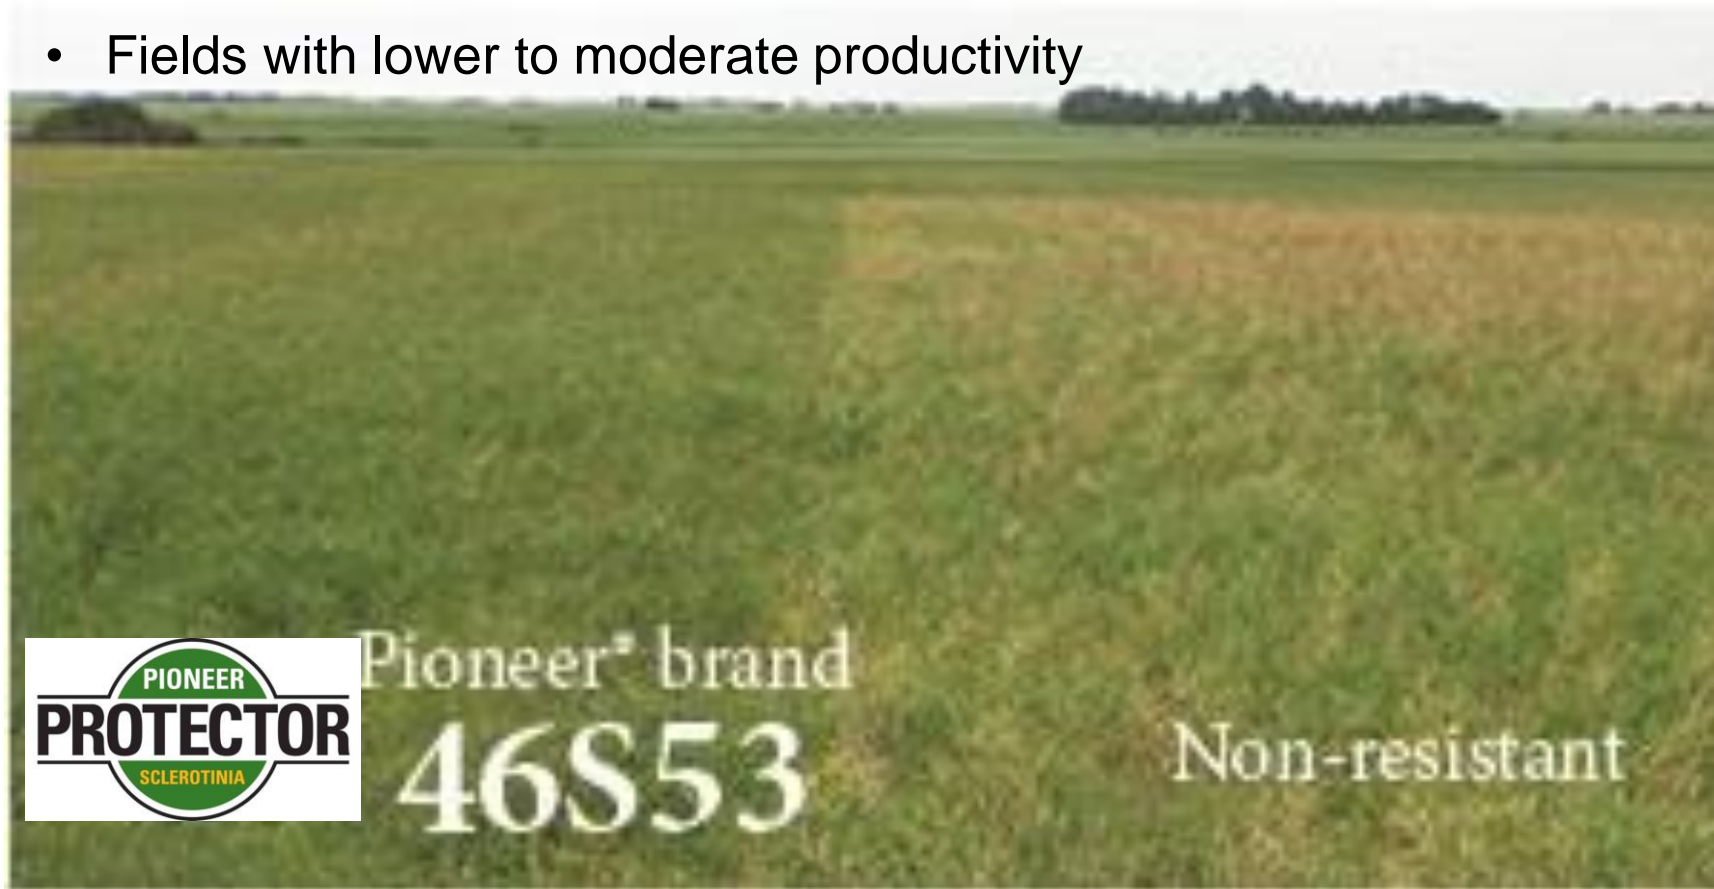 • Fields with lower to moderate productivity
Pioneer® brand
46S53
Non-resistant
PIONEER
PROTECTOR
SCLEROTINIA